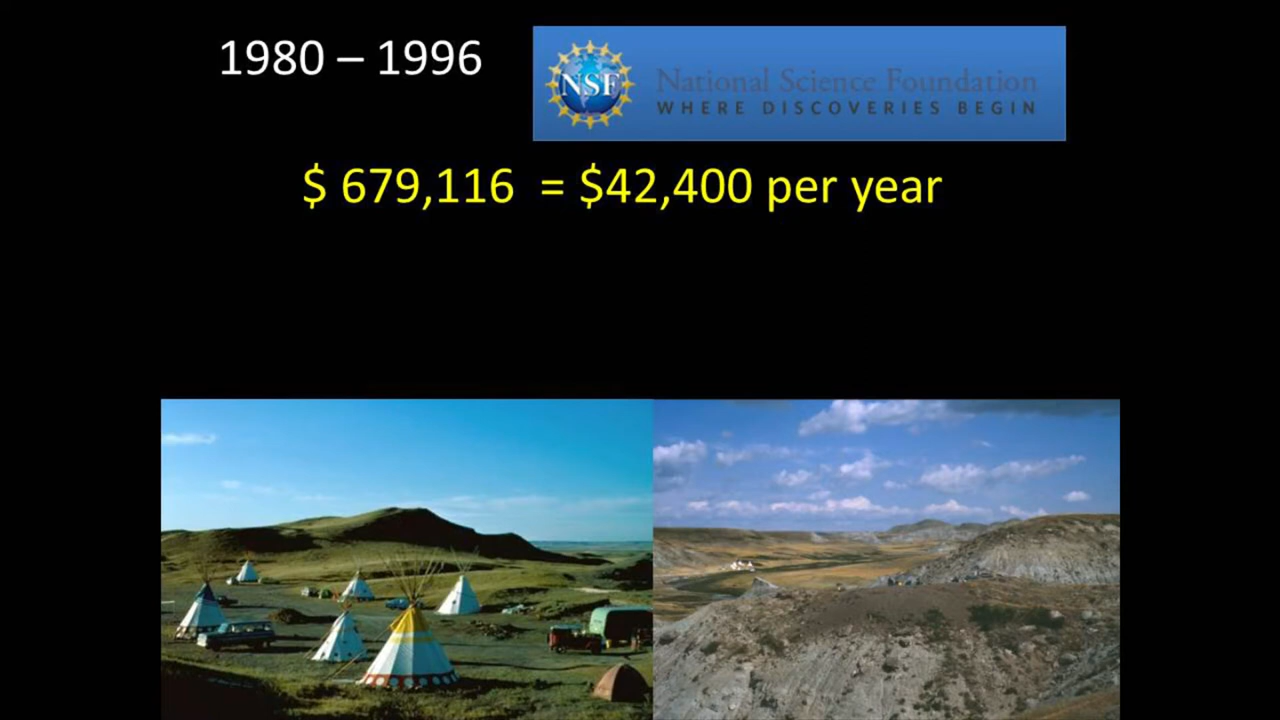 1980 – 1996
NSF
National Science Foundation
WHERE DISCOVERIES BEGIN
$ 679,116 = $42,400 per year